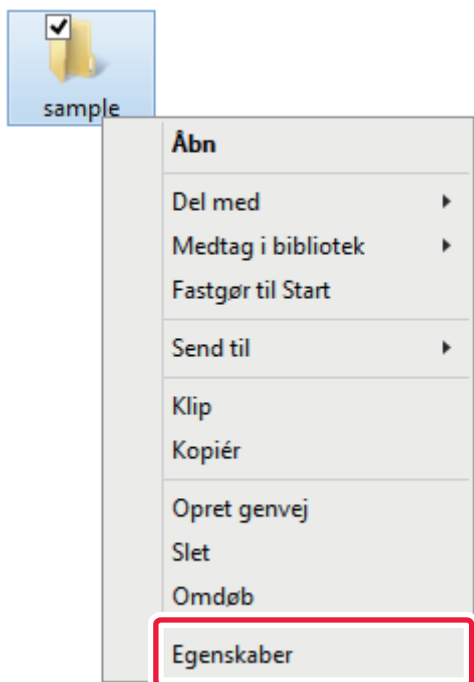 sample
Åbn
Del med
Medtag i bibliotek
Fastgør til Start
Send til
Klip
Kopiér
Opret genvej
Slet
Omdøb
Egenskaber